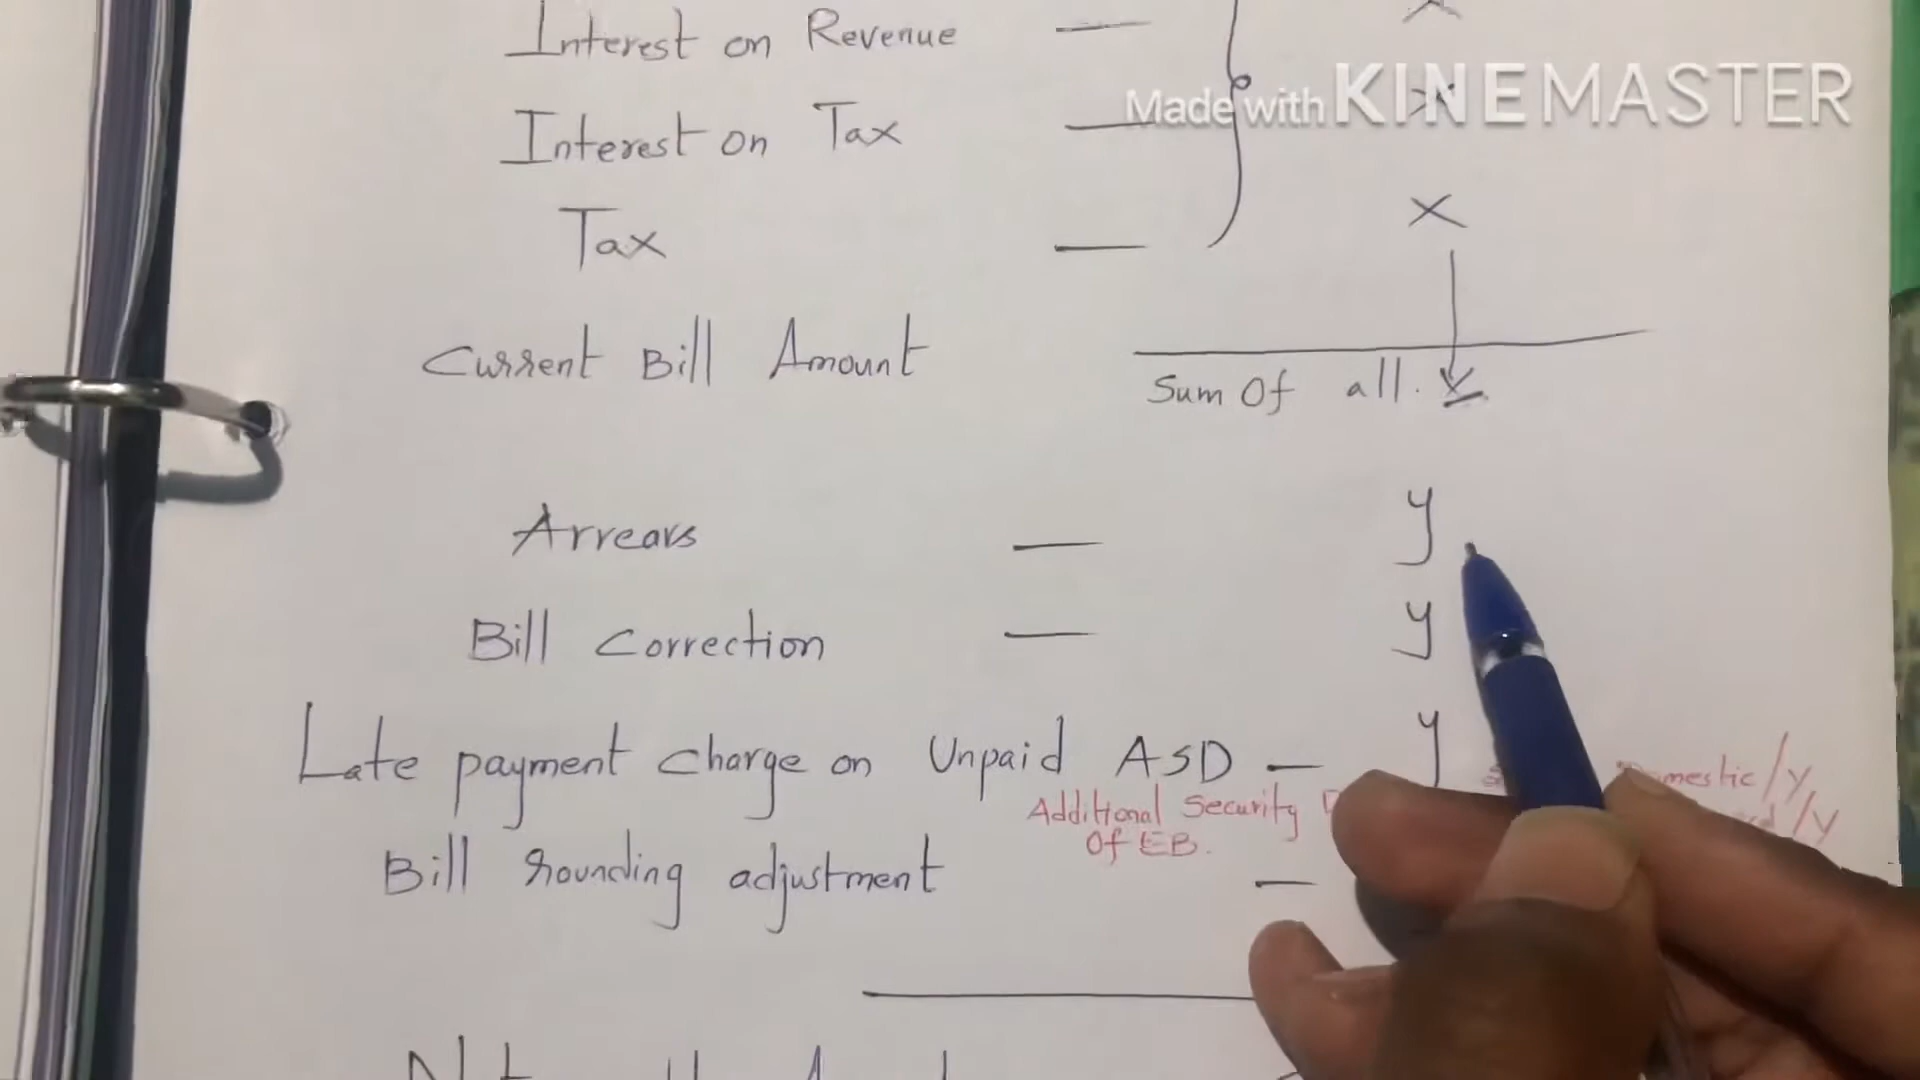 Interest on Revenue —
Made with KINEMASTER
Interest on Tax — X
Tax — X
Current Bill Amount
Sum Of all. X
Arrears — y
Bill Correction — y
Late payment charge on Unpaid ASD — y
Additional Security
Of EB.
/y
/y
Bill rounding adjustment —